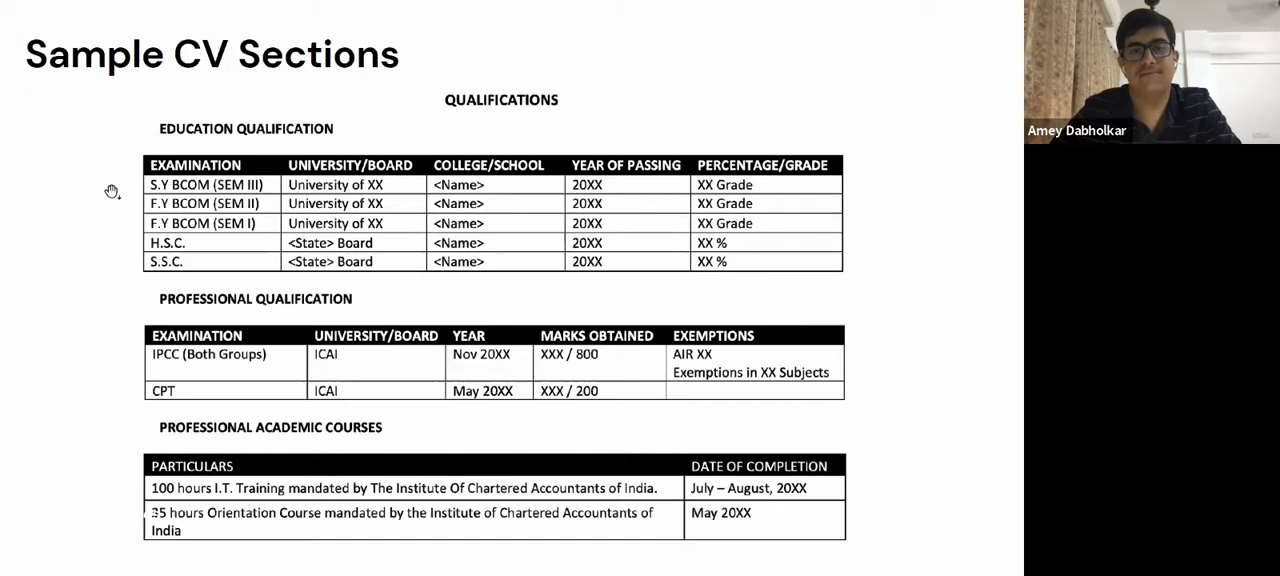 Sample CV Sections
QUALIFICATIONS
EDUCATION QUALIFICATION
EXAMINATION UNIVERSITY/BOARD COLLEGE/SCHOOL YEAR OF PASSING PERCENTAGE/GRADE
S.Y BCOM (SEM III) University of XX <Name> 20XX XX Grade
F.Y BCOM (SEM II) University of XX <Name> 20XX XX Grade
F.Y BCOM (SEM I) University of XX <Name> 20XX XX Grade
H.S.C. <State> Board <Name> 20XX XX %
S.S.C. <State> Board <Name> 20XX XX %
PROFESSIONAL QUALIFICATION
EXAMINATION UNIVERSITY/BOARD YEAR MARKS OBTAINED EXEMPTIONS
IPCC (Both Groups) ICAI Nov 20XX XXX / 800 AIR XX
Exemptions in XX Subjects
CPT ICAI May 20XX XXX / 200
PROFESSIONAL ACADEMIC COURSES
PARTICULARS DATE OF COMPLETION
100 hours I.T. Training mandated by The Institute Of Chartered Accountants of India. July – August, 20XX
35 hours Orientation Course mandated by the Institute of Chartered Accountants of May 20XX
India
Amey Dabholkar